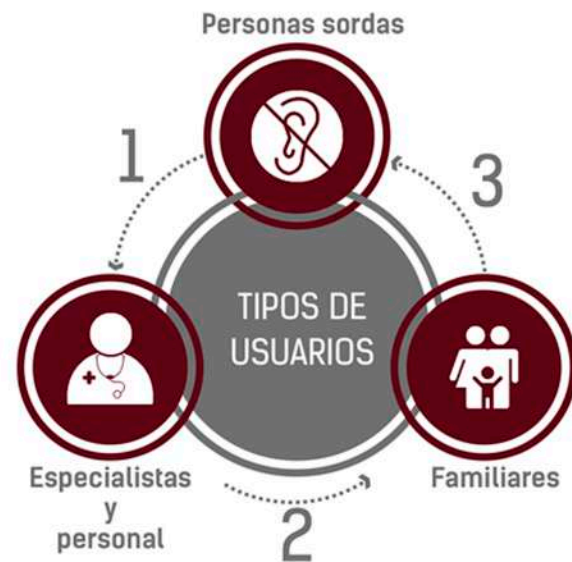 Personas sordas
1
3
TIPOS DE
USUARIOS
Especialistas
y
personal
Familiares
2